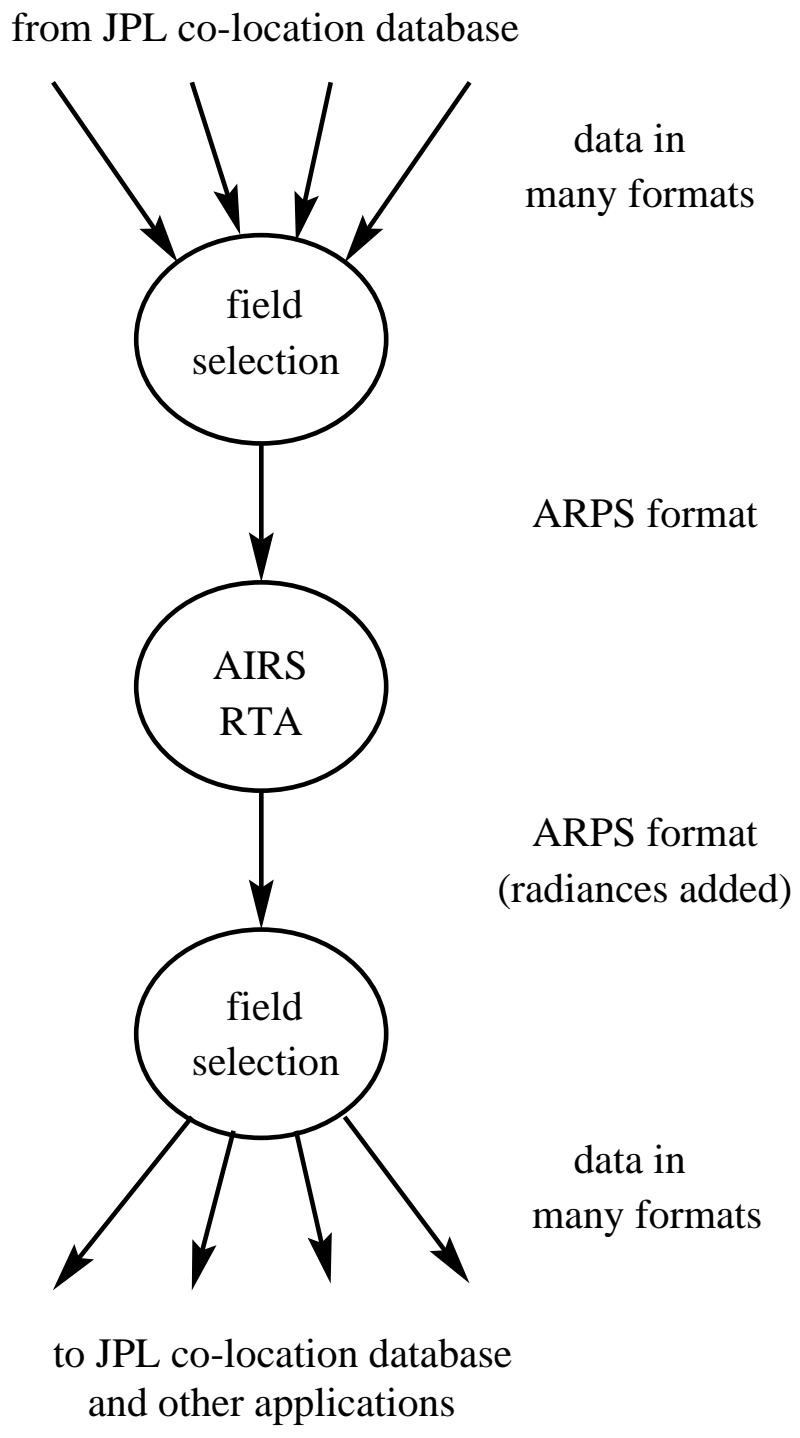 from JPL co-location database
data in
many formats
field
selection
ARPS format
AIRS
RTA
ARPS format
(radiances added)
field
selection
data in
many formats
to JPL co-location database
and other applications